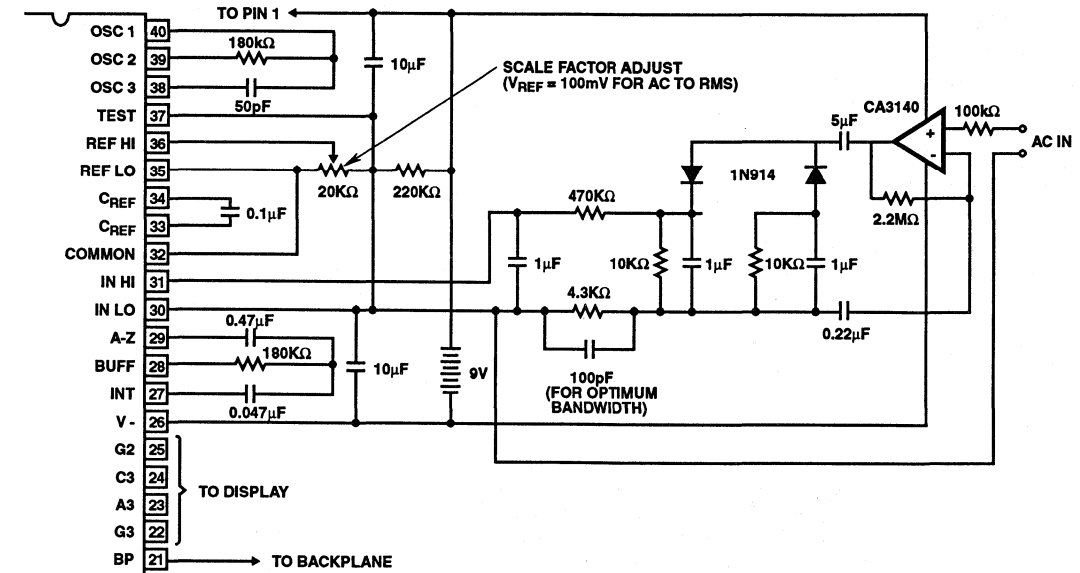 TO PIN 1
OSC 1 40
OSC 2 39
180kΩ
OSC 3 38
50pF
TEST 37
REF HI 36
REF LO 35
CREF 34
CREF 33
0.1µF
COMMON 32
IN HI 31
IN LO 30
A-Z 29
0.47µF
BUFF 28
180KΩ
INT 27
0.047µF
V - 26
G2 25
C3 24
A3 23
G3 22
TO DISPLAY
BP 21
TO BACKPLANE
10µF
SCALE FACTOR ADJUST
(VREF = 100mV FOR AC TO RMS)
20KΩ
220KΩ
10µF
9V
470KΩ
1µF
4.3KΩ
100pF
(FOR OPTIMUM
BANDWIDTH)
10KΩ
1µF
1N914
10KΩ
1µF
5µF
CA3140
+
-
100kΩ
AC IN
2.2MΩ
0.22µF